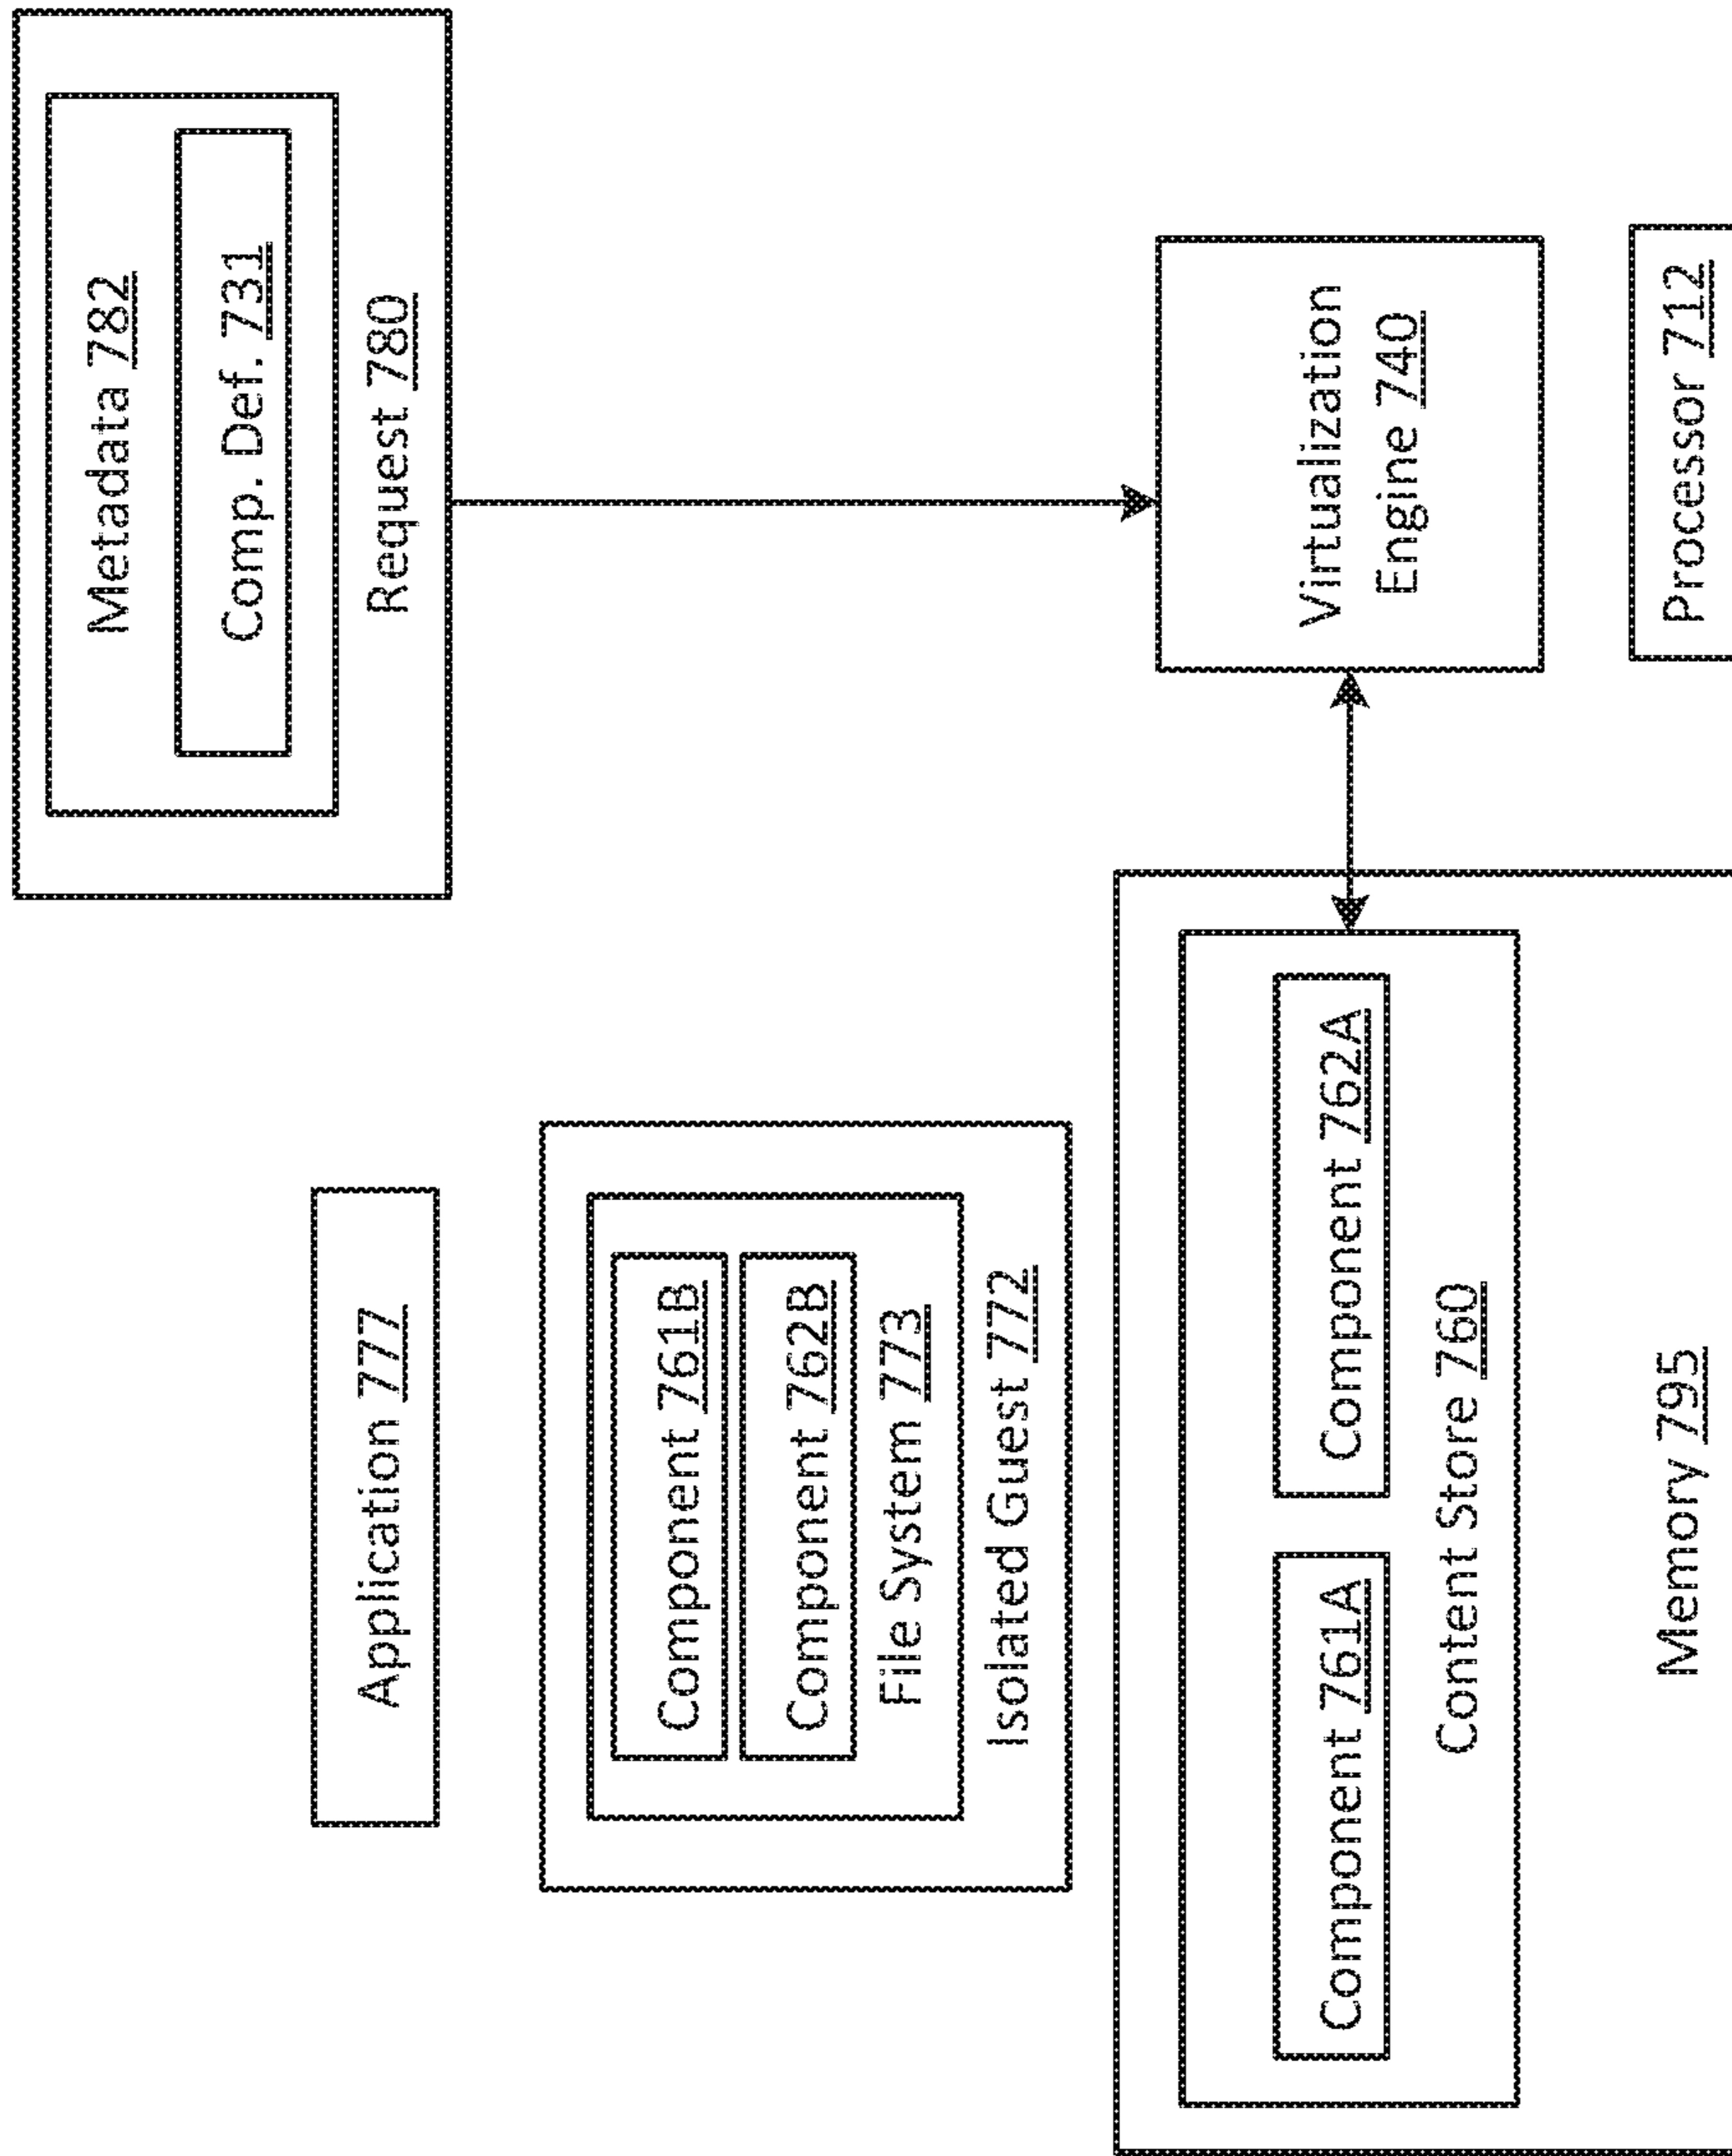 Metadata 782
Comp. Def. 731
Request 780
Application 777
Component 761B
Component 762B
File System 773
Isolated Guest 772
Virtualization
Engine 740
Component 761A
Component 762A
Content Store 760
Memory 795
Processor 712